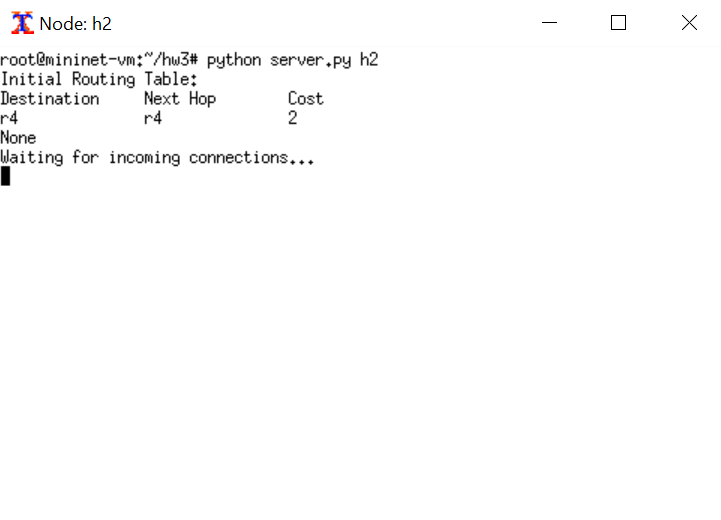 Node: h2
root@mininet-vm:~/hw3# python server.py h2
Initial Routing Table:
Destination     Next Hop        Cost
r4              r4              2
None
Waiting for incoming connections...